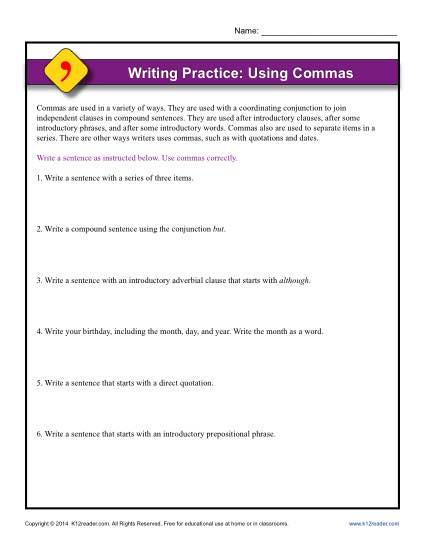 Name:
Writing Practice: Using Commas
Commas are used in a variety of ways. They are used with a coordinating conjunction to join
independent clauses in compound sentences. They are used after introductory clauses, after some
introductory phrases, and after some introductory words. Commas also are used to separate items in a
series. There are other ways writers uses commas, such as with quotations and dates.
Write a sentence as instructed below. Use commas correctly.
1. Write a sentence with a series of three items.
2. Write a compound sentence using the conjunction but.
3. Write a sentence with an introductory adverbial clause that starts with although.
4. Write your birthday, including the month, day, and year. Write the month as a word.
5. Write a sentence that starts with a direct quotation.
6. Write a sentence that starts with an introductory prepositional phrase.
Copyright © 2014 K12reader.com. All Rights Reserved. Free for educational use at home or in classrooms. www.k12reader.com